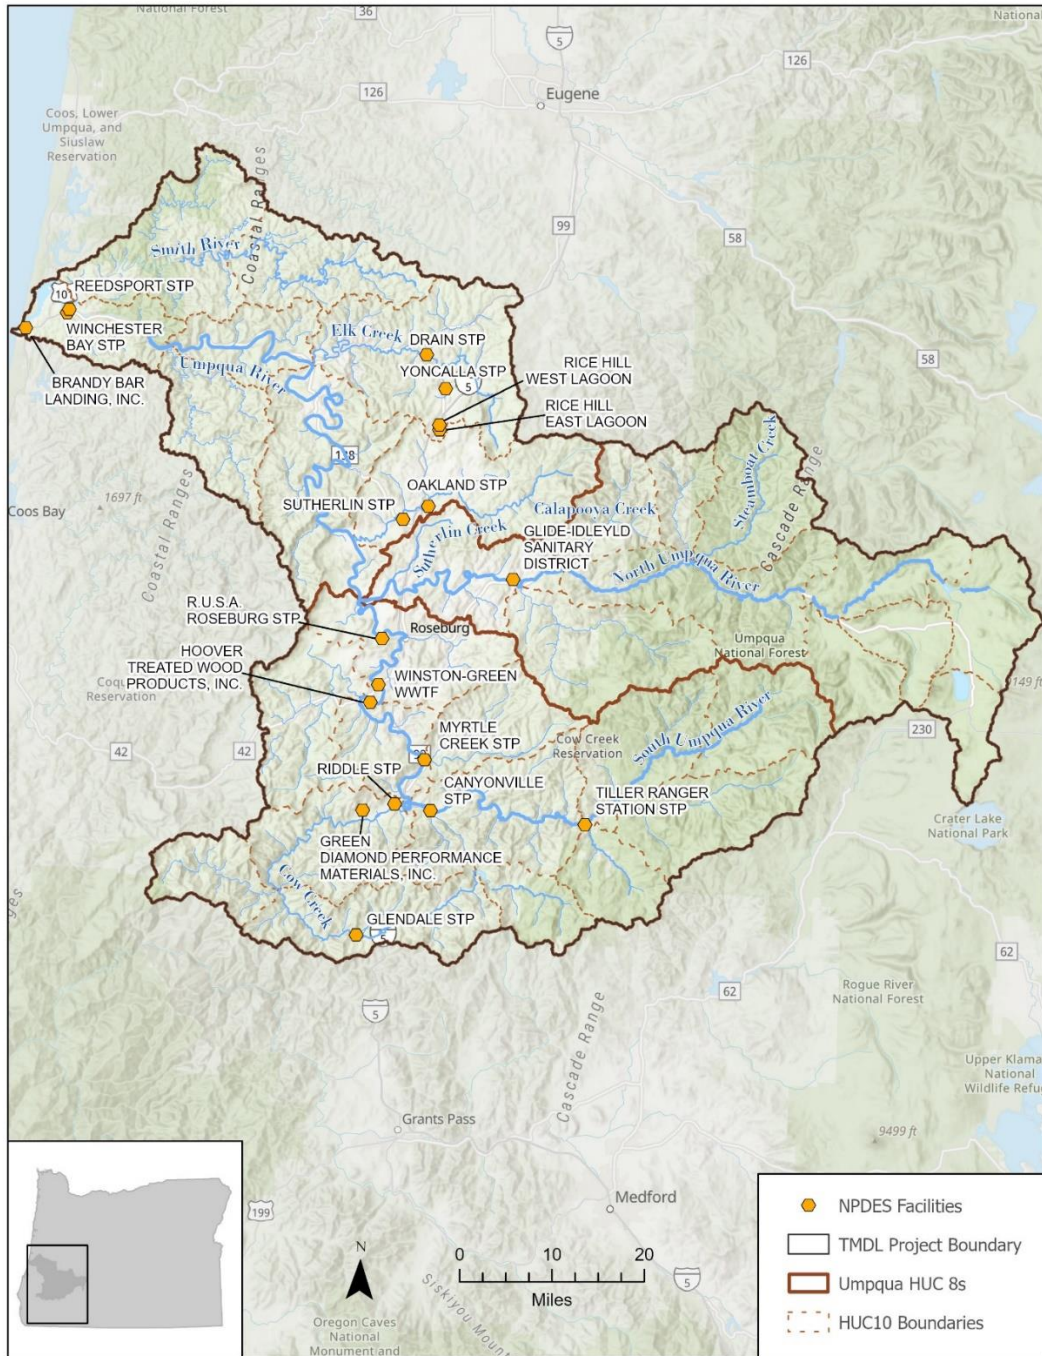 National Forest
36
National
5
126
126
Eugene
Coos, Lower
Umpqua, and
Siuslaw
Reservation
Coastal Ranges
99
58
Smith River
REEDSPORT STP
10
WINCHESTER
BAY STP
BRANDY BAR
LANDING, INC.
Umpqua River
Elk Creek
DRAIN STP
YONCALLA STP
5
RICE HILL
WEST LAGOON
RICE HILL
EAST LAGOON
58
138
1697 ft
Coos Bay
Coastal Ranges
SUTHERLIN STP
OAKLAND STP
Calapooya Creek
Sutherlin Creek
Steamboat Creek
Cascade Range
GLIDE-IDLEYLD
SANITARY
DISTRICT
North Umpqua River
R.U.S.A.
ROSEBURG STP
Roseburg
Umpqua
National Forest
HOOVER
TREATED WOOD
PRODUCTS, INC.
Reservation
WINSTON-GREEN
WWTF
9149 ft
42
42
MYRTLE
CREEK STP
Cow Creek
Reservation
South Umpqua River
230
RIDDLE STP
CANYONVILLE
STP
TILLER RANGER
STATION STP
Crater Lake
National Park
GREEN
DIAMOND PERFORMANCE
MATERIALS, INC.
Cow Creek
GLENDALE STP
5
62
62
5
Rogue River
National Forest
Cascade Range
Upper Klama
National
Wildlife Refu
Grants Pass
9499 ft
Medford
199
5
N
0 10 20
Miles
Siskiyou Mount
Oregon Caves
National
Monument and
NPDES Facilities
TMDL Project Boundary
Umpqua HUC 8s
HUC10 Boundaries